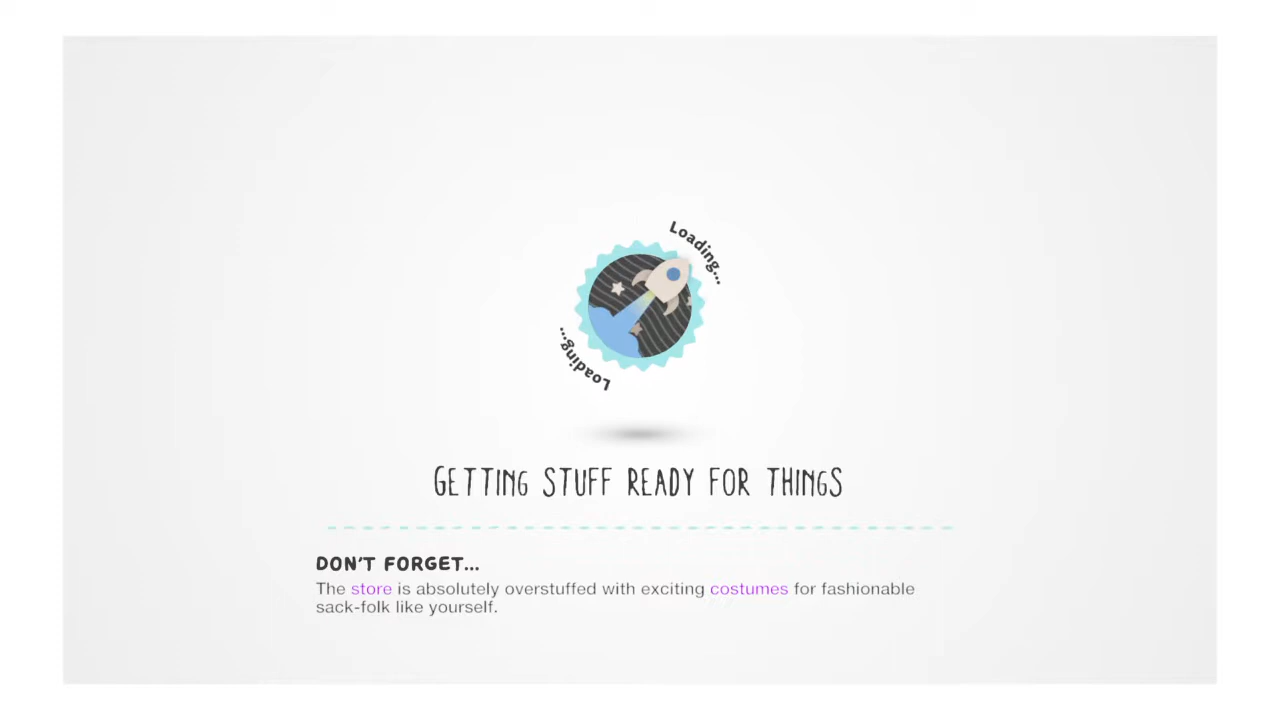 Loading...
Loading...
GETTING STUFF READY FOR THINGS
DON'T FORGET...
The store is absolutely overstuffed with exciting costumes for fashionable
sack-folk like yourself.